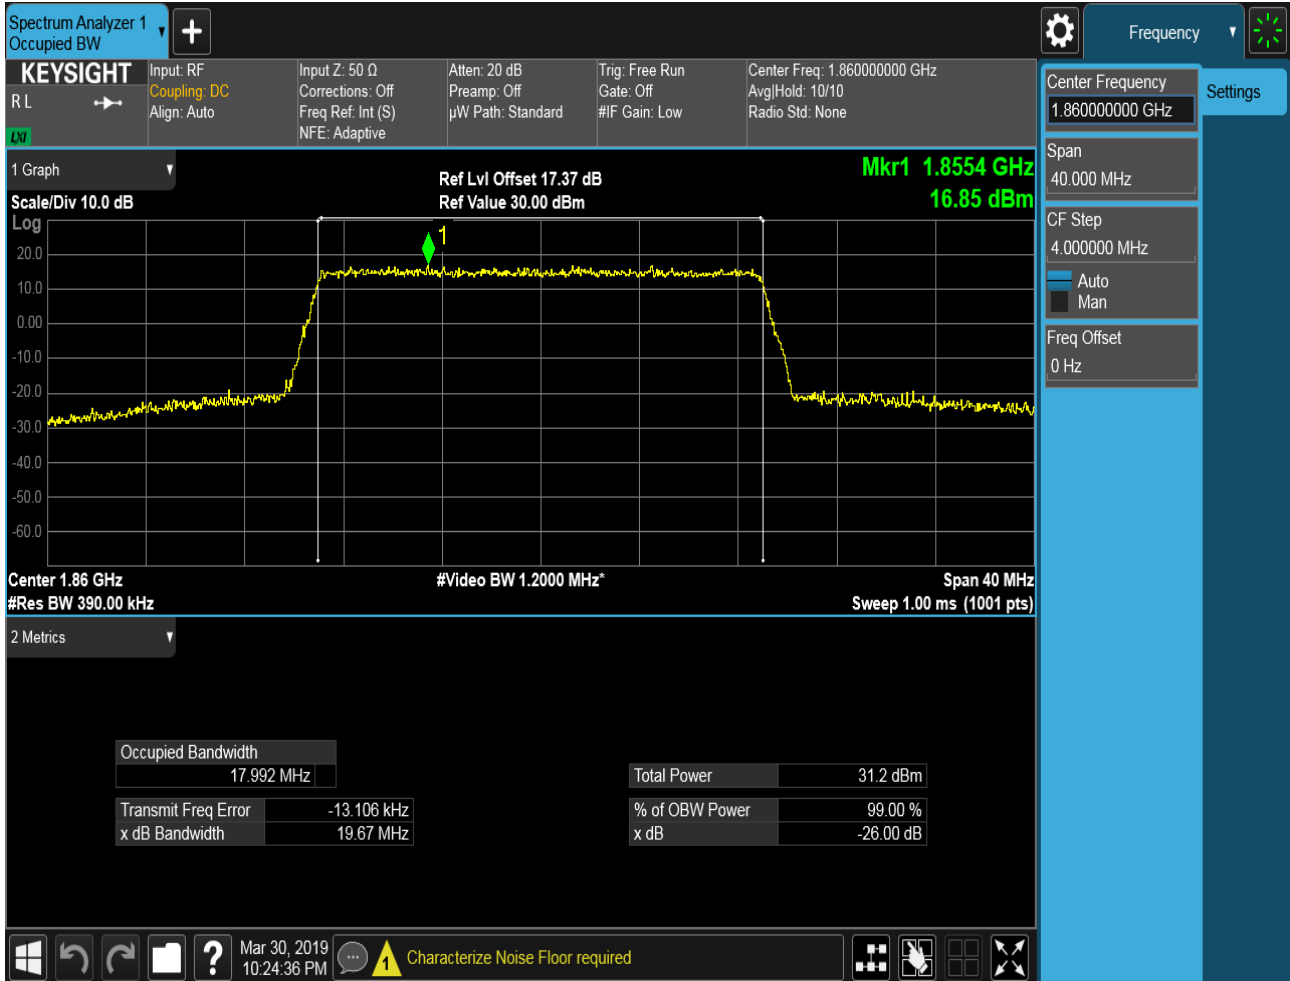 Spectrum Analyzer 1
Occupied BW
Frequency
KEYSIGHT
R L
LXI
Input: RF
Coupling: DC
Align: Auto
Input Z: 50 Ω
Corrections: Off
Freq Ref: Int (S)
NFE: Adaptive
Atten: 20 dB
Preamp: Off
µW Path: Standard
Trig: Free Run
Gate: Off
#IF Gain: Low
Center Freq: 1.860000000 GHz
Avg|Hold: 10/10
Radio Std: None
Center Frequency
1.860000000 GHz
Settings
Span
40.000 MHz
CF Step
4.000000 MHz
Auto
Man
Freq Offset
0 Hz
1 Graph
Scale/Div 10.0 dB
Ref Lvl Offset 17.37 dB
Ref Value 30.00 dBm
Mkr1 1.8554 GHz
16.85 dBm
Log
1
20.0
10.0
0.00
-10.0
-20.0
-30.0
-40.0
-50.0
-60.0
Center 1.86 GHz
#Video BW 1.2000 MHz*
Span 40 MHz
#Res BW 390.00 kHz
Sweep 1.00 ms (1001 pts)
2 Metrics
Occupied Bandwidth
17.992 MHz
Total Power 31.2 dBm
Transmit Freq Error -13.106 kHz
% of OBW Power 99.00 %
x dB Bandwidth 19.67 MHz
x dB -26.00 dB
?
Mar 30, 2019
10:24:36 PM
1
Characterize Noise Floor required